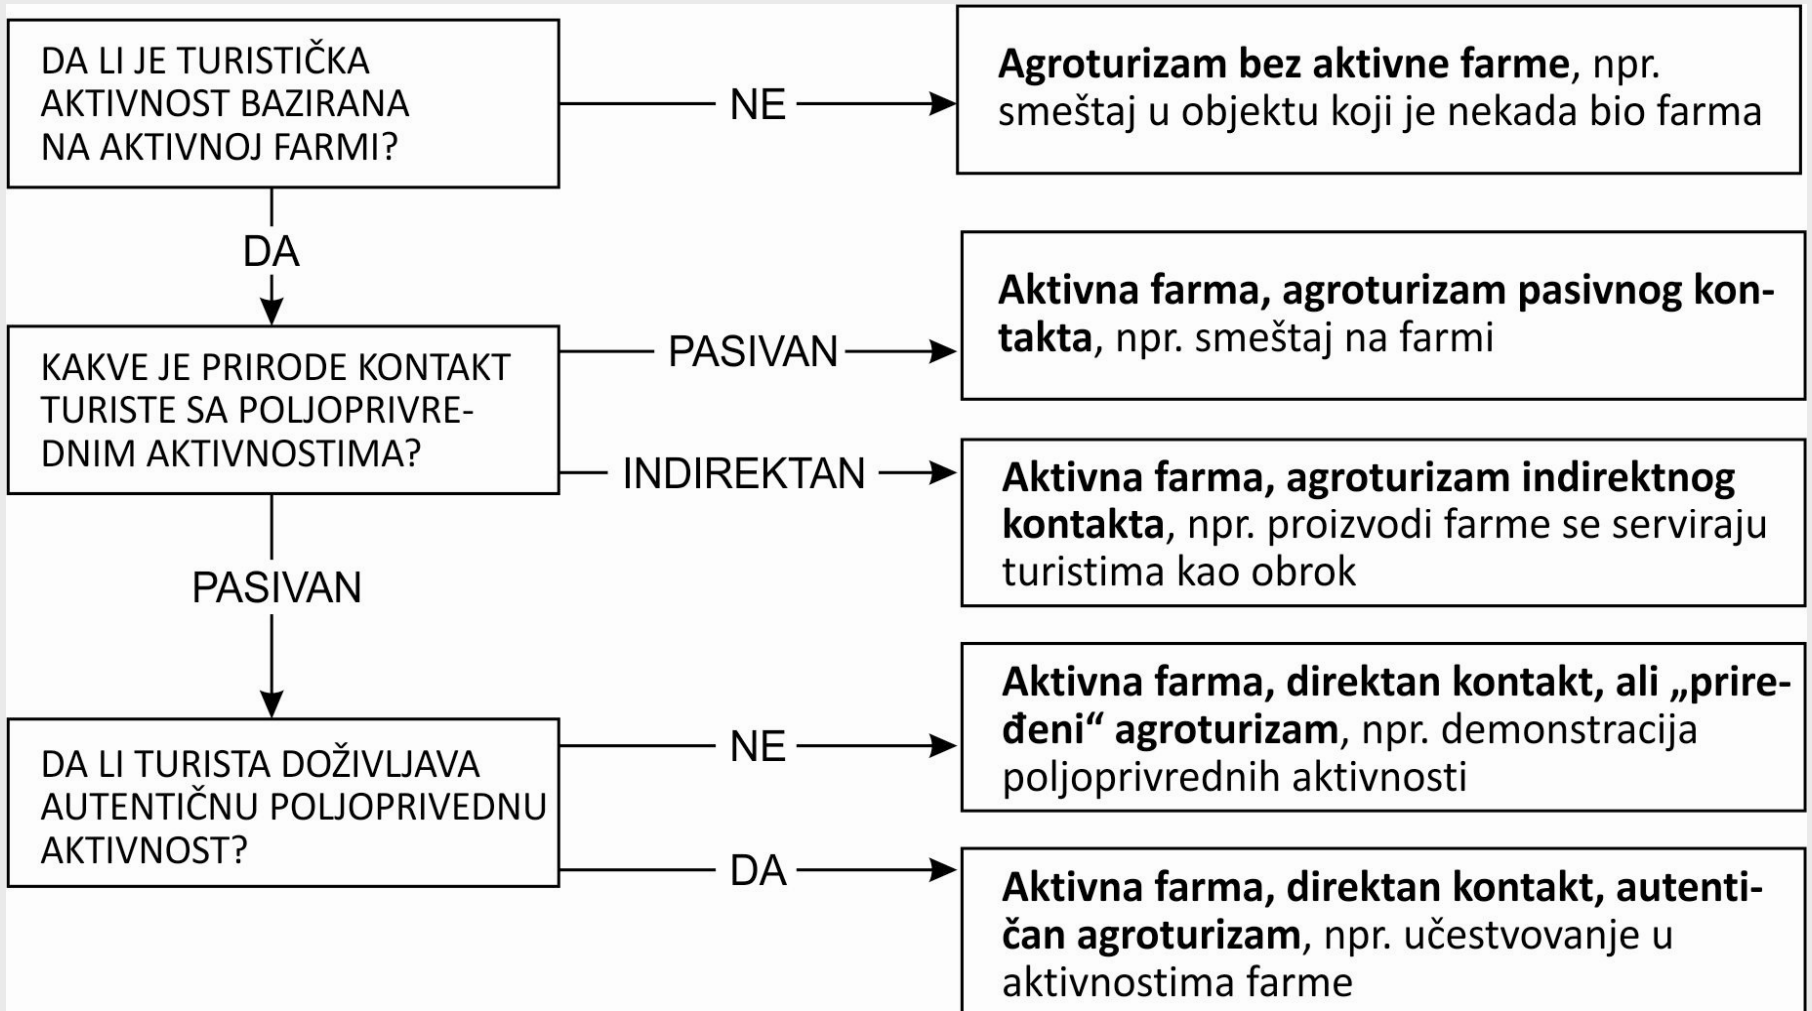 DA LI JE TURISTIČKA
AKTIVNOST BAZIRANA
NA AKTIVNOJ FARMI?
NE
Agroturizam bez aktivne farme, npr.
smeštaj u objektu koji je nekada bio farma
DA
KAKVE JE PRIRODE KONTAKT
TURISTE SA POLJOPRIVRE-
DNIM AKTIVNOSTIMA?
PASIVAN
Aktivna farma, agroturizam pasivnog kon-
takta, npr. smeštaj na farmi
INDIREKTAN
Aktivna farma, agroturizam indirektnog
kontakta, npr. proizvodi farme se serviraju
turistima kao obrok
PASIVAN
DA LI TURISTA DOŽIVLJAVA
AUTENTIČNU POLJOPRIVEDNU
AKTIVNOST?
NE
Aktivna farma, direktan kontakt, ali „prire-
đeni“ agroturizam, npr. demonstracija
poljoprivrednih aktivnosti
DA
Aktivna farma, direktan kontakt, autenti-
čan agroturizam, npr. učestvovanje u
aktivnostima farme